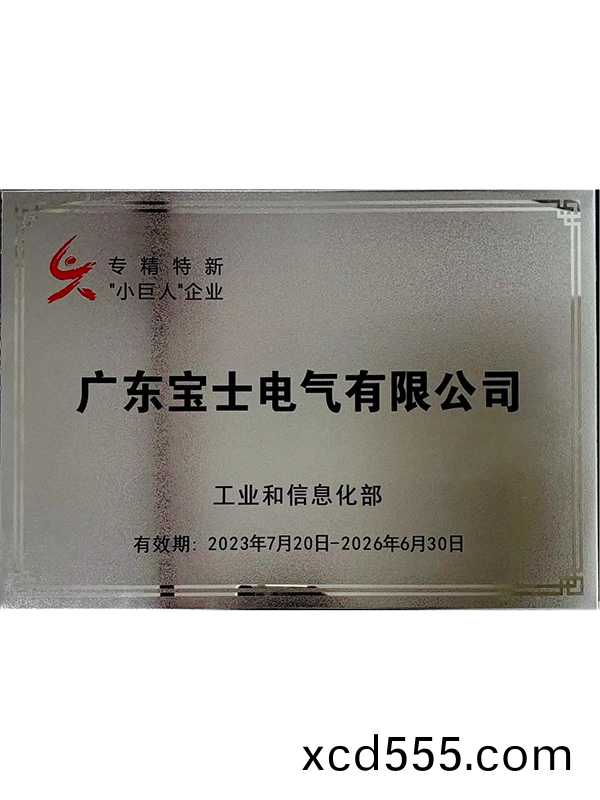 专精特新
"小巨人"企业
广东宝士电气有限公司
工业和信息化部
有效期: 2023年7月20日-2026年6月30日
xcd555.com